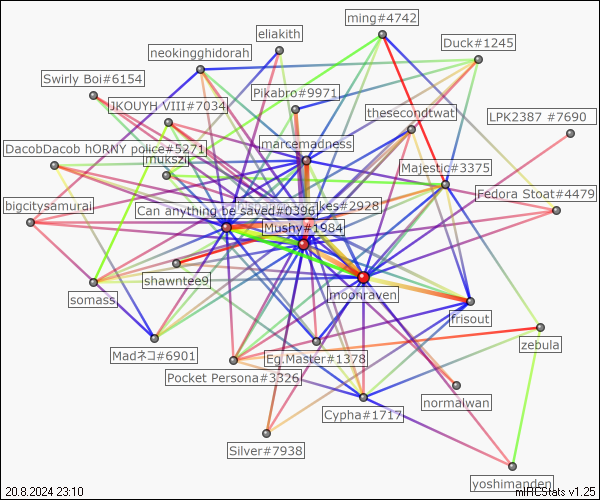 ming#4742
eliakith
Duck#1245
neokingghidorah
Swirly Boi#6154
Pikabro#9971
JKOUYH VIII#7034
thesecondtwat
LPK2387 #7690
marcemadness
DacobDacob hORNY police#5271
mukszii
Majestic#3375
Fedora Stoat#4479
bigcitysamurai
Can anything be saved#0396
kes#2928
Mushy#1984
shawntee9
moonraven
somass
frisout
zebula
Madネコ#6901
Eg.Master#1378
Pocket Persona#3326
normalwan
Cypha#1717
Silver#7938
yoshimanden
20.8.2024 23:10
mIRCStats v1.25